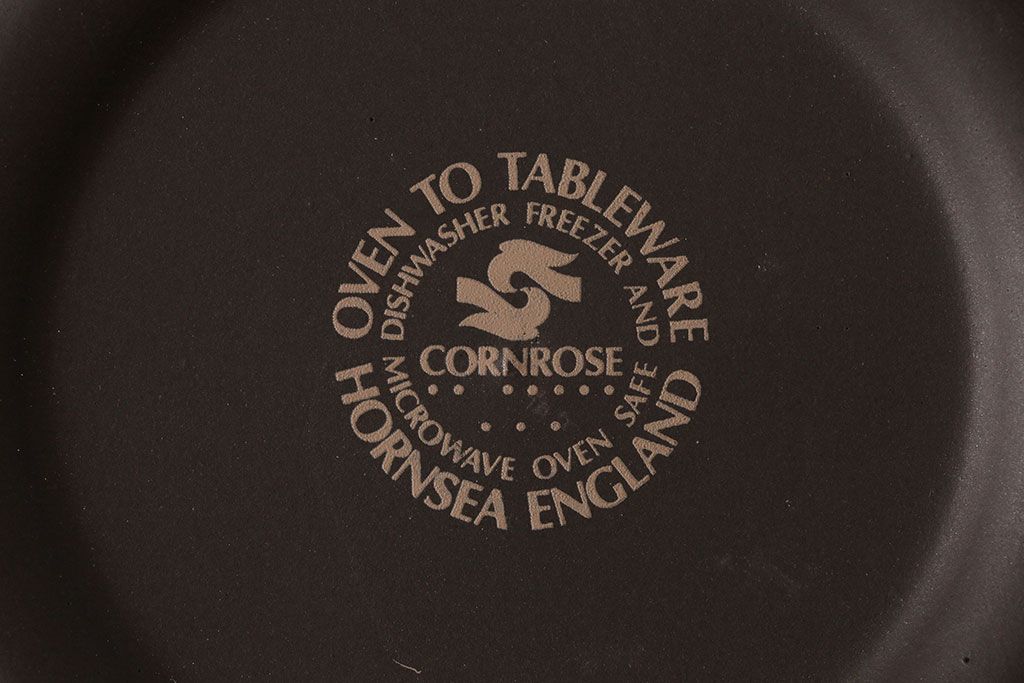 OVEN TO TABLEWARE
DISHWASHER FREEZER AND
CORNROSE
MICROWAVE OVEN SAFE
HORNSEA ENGLAND